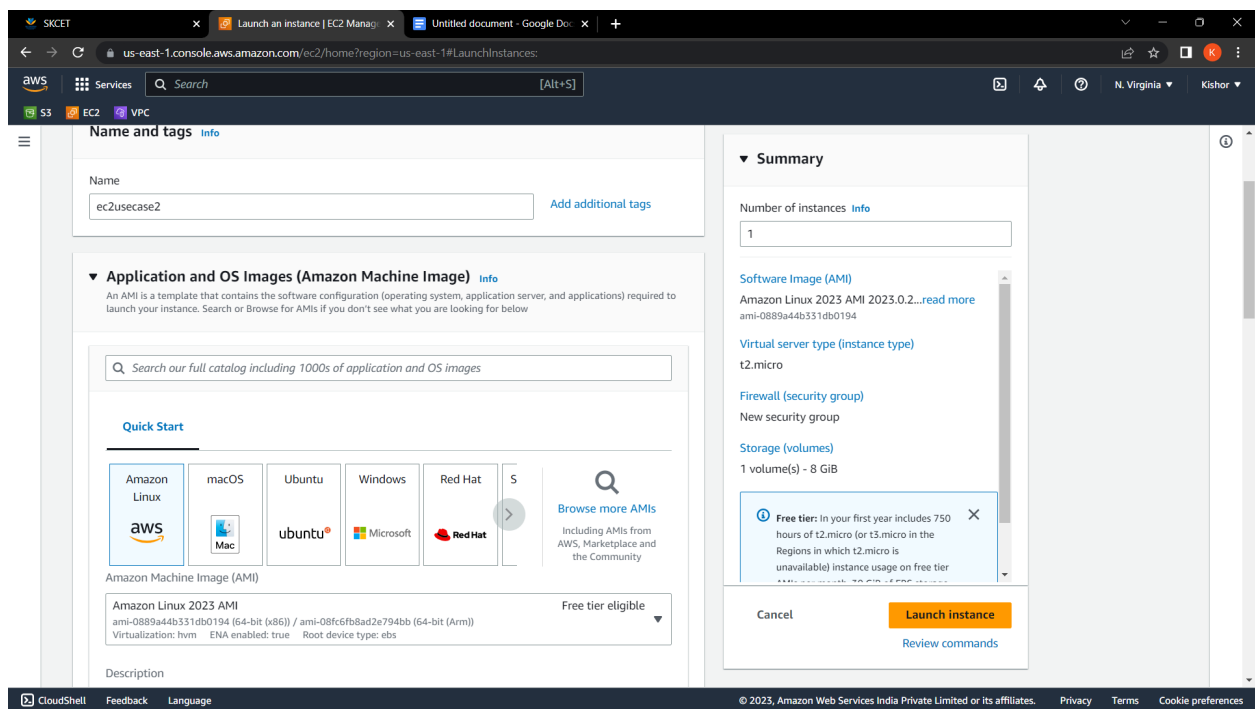 SKCET
Launch an instance | EC2 Manag
Untitled document - Google Doc
us-east-1.console.aws.amazon.com/ec2/home?region=us-east-1#LaunchInstances:
K
aws
Services
Search
[Alt+S]
N. Virginia
Kishor
S3
EC2
VPC
Name and tags Info
Name
ec2usecase2
Add additional tags
Application and OS Images (Amazon Machine Image) Info
An AMI is a template that contains the software configuration (operating system, application server, and applications) required to
launch your instance. Search or Browse for AMIs if you don't see what you are looking for below
Search our full catalog including 1000s of application and OS images
Quick Start
Amazon
Linux
aws
macOS
Mac
Ubuntu
ubuntu
Windows
Microsoft
Red Hat
Red Hat
S
Browse more AMIs
Including AMIs from
AWS, Marketplace and
the Community
Amazon Machine Image (AMI)
Amazon Linux 2023 AMI
Free tier eligible
ami-0889a44b331db0194 (64-bit (x86)) / ami-08fc6fb8ad2e794bb (64-bit (Arm))
Virtualization: hvm ENA enabled: true Root device type: ebs
Description
Summary
Number of instances Info
1
Software Image (AMI)
Amazon Linux 2023 AMI 2023.0.2...read more
ami-0889a44b331db0194
Virtual server type (instance type)
t2.micro
Firewall (security group)
New security group
Storage (volumes)
1 volume(s) - 8 GiB
Free tier: In your first year includes 750
hours of t2.micro (or t3.micro in the
Regions in which t2.micro is
unavailable) instance usage on free tier
AMIs per month, 30 GiB of EBS storage
Cancel
Launch instance
Review commands
CloudShell
Feedback
Language
© 2023, Amazon Web Services India Private Limited or its affiliates.
Privacy
Terms
Cookie preferences